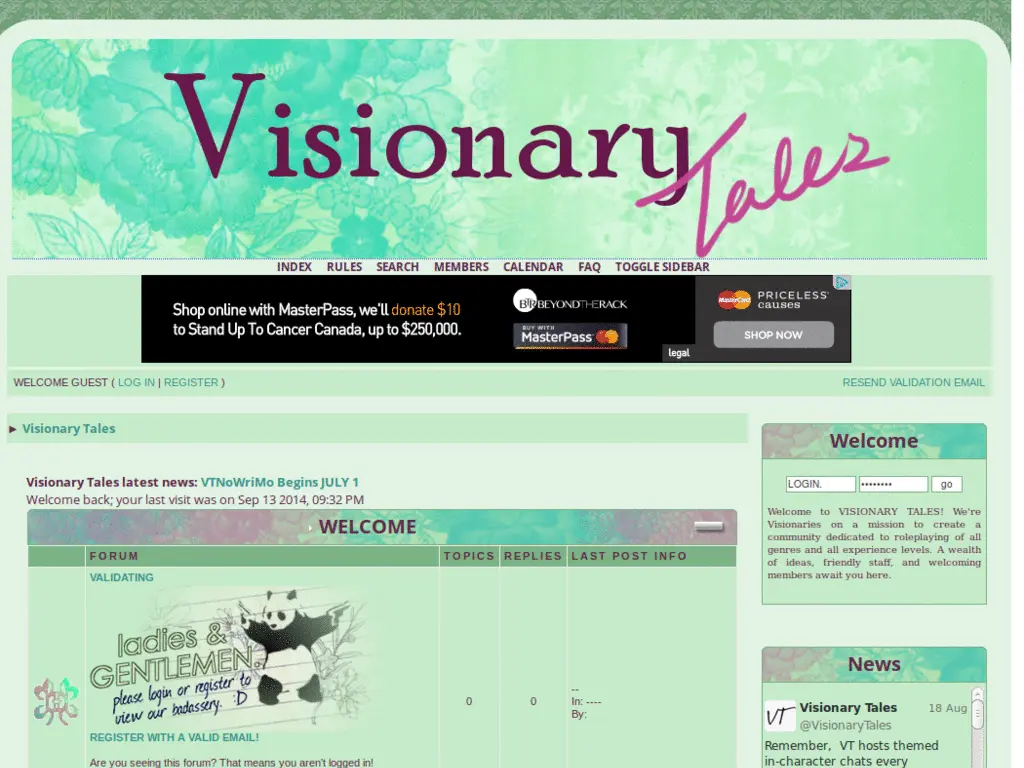 Visionary
Tales
INDEX RULES SEARCH MEMBERS CALENDAR FAQ TOGGLE SIDEBAR
Shop online with MasterPass, we'll donate $10
to Stand Up To Cancer Canada, up to $250,000.
BTR BEYONDTHERACK
BUY WITH
MasterPass
MasterCard PRICELESS
causes
SHOP NOW
legal
WELCOME GUEST ( LOG IN | REGISTER )
RESEND VALIDATION EMAIL
► Visionary Tales
Visionary Tales latest news: VTNoWriMo Begins JULY 1
Welcome back; your last visit was on Sep 13 2014, 09:32 PM
WELCOME
FORUM TOPICS REPLIES LAST POST INFO
VALIDATING
ladies &
GENTLEMEN.
please login or register to
view our badassery. :D
0 0
--
In: ----
By:
REGISTER WITH A VALID EMAIL!
Are you seeing this forum? That means you aren't logged in!
Welcome
LOGIN. •••••••• go
Welcome to VISIONARY TALES! We're
Visionaries on a mission to create a
community dedicated to roleplaying of all
genres and all experience levels. A wealth
of ideas, friendly staff, and welcoming
members await you here.
News
VT
Visionary Tales 18 Aug
@VisionaryTales
Remember, VT hosts themed
in-character chats every